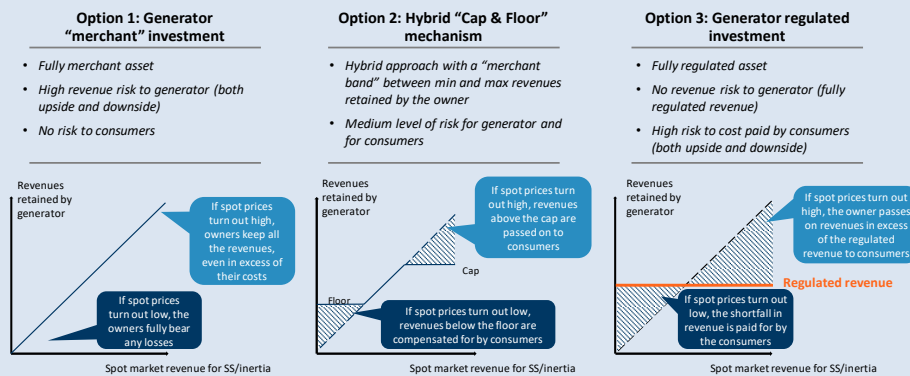 Option 1: Generator
“merchant” investment
• Fully merchant asset
• High revenue risk to generator (both
upside and downside)
• No risk to consumers
Revenues
retained by
generator
If spot prices
turn out high,
owners keep all
the revenues,
even in excess of
their costs
If spot prices
turn out low, the
owners fully bear
any losses
Spot market revenue for SS/inertia
Option 2: Hybrid “Cap & Floor”
mechanism
• Hybrid approach with a “merchant
band” between min and max revenues
retained by the owner
• Medium level of risk for generator and
for consumers
Revenues
retained by
generator
If spot prices turn
out high, revenues
above the cap are
passed on to
consumers
Cap
Floor
If spot prices turn out low,
revenues below the floor are
compensated for by consumers
Spot market revenue for SS/inertia
Option 3: Generator regulated
investment
• Fully regulated asset
• No revenue risk to generator (fully
regulated revenue)
• High risk to cost paid by consumers
(both upside and downside)
Revenues
retained by
generator
If spot prices turn out
high, the owner passes
on revenues in excess
of the regulated
revenue to consumers
Regulated revenue
If spot prices turn out
low, the shortfall in
revenue is paid for by
the consumers
Spot market revenue for SS/inertia